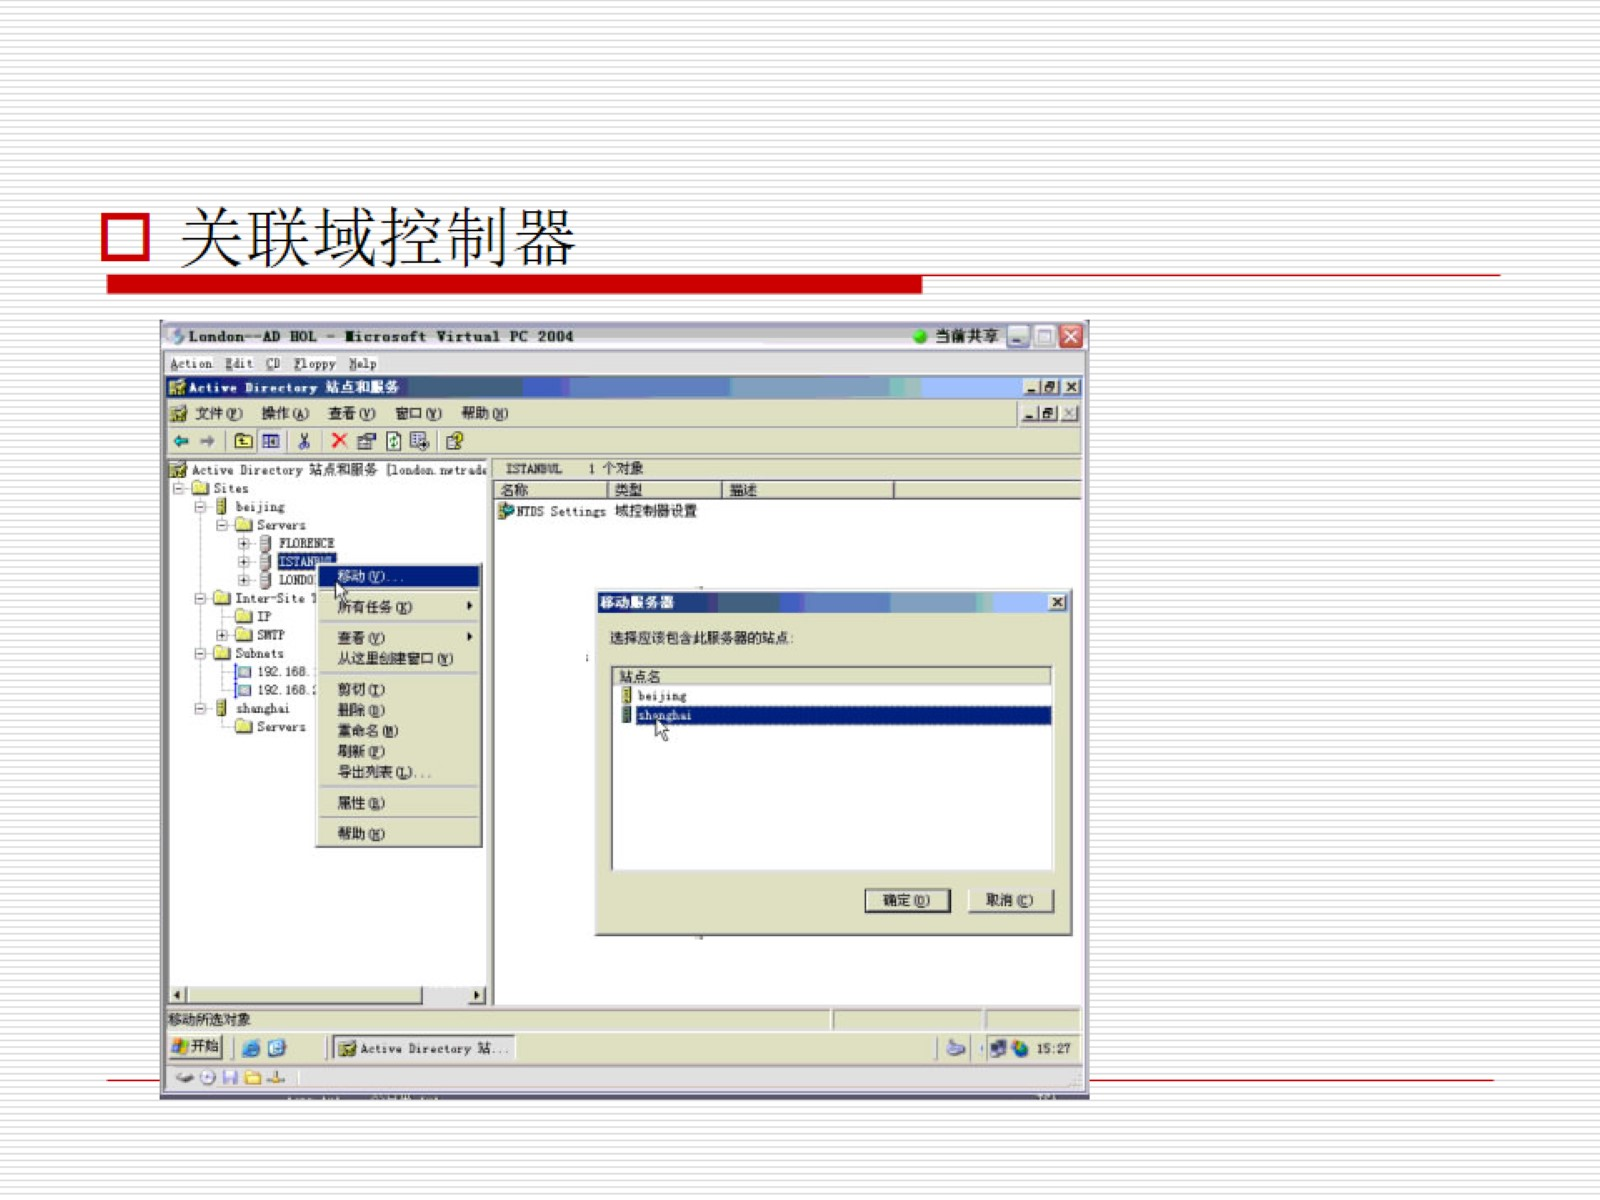 关联域控制器
London--AD HOL - Microsoft Virtual PC 2004
当前共享
Action Edit CD Floppy Help
Active Directory 站点和服务
文件(F) 操作(A) 查看(V) 窗口(W) 帮助(H)
Active Directory 站点和服务 [london.nwtrade
Sites
beijing
Servers
FLORENCE
ISTANBUL
LONDO
Inter-Site T
IP
SMTP
Subnets
192.168.
192.168.2
shanghai
Servers
移动(V)...
所有任务(K)
查看(V)
从这里创建窗口(W)
剪切(T)
删除(D)
重命名(M)
刷新(F)
导出列表(L)...
属性(R)
帮助(H)
ISTANBUL 1 个对象
名称 类型 描述
NTDS Settings 域控制器设置
移动服务器
选择应该包含此服务器的站点:
站点名
beijing
shanghai
确定(O) 取消(C)
移动所选对象
开始 Active Directory 站... 15:27